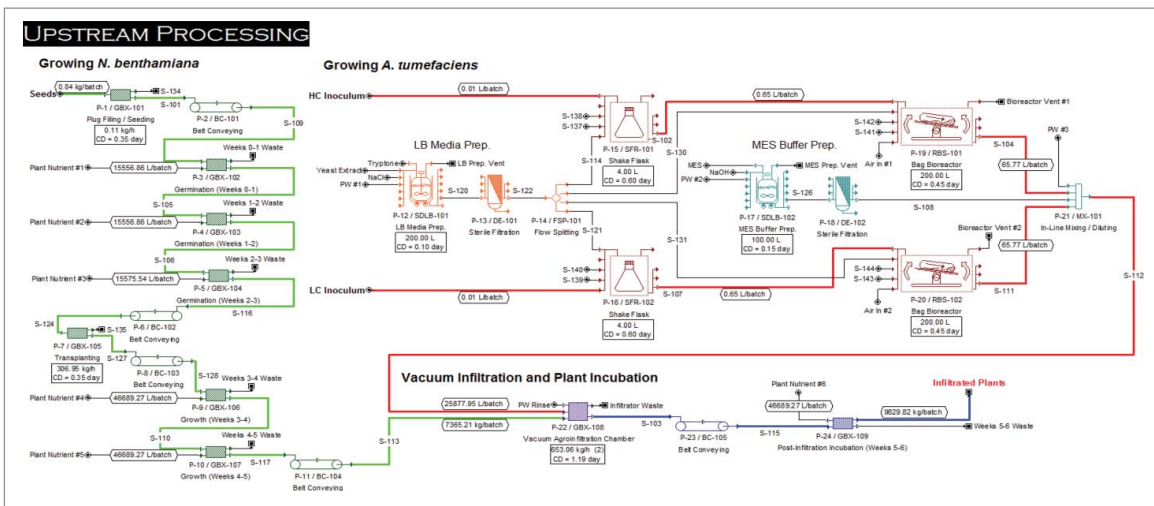 UPSTREAM PROCESSING
Growing N. benthamiana
0.84 kg/batch
Seeds
S-134
S-101
P-1 / GBX-101
Plug Filling / Seeding
0.11 kg/h
CD = 0.35 day
P-2 / BC-101
Belt Conveying
S-109
Weeks 0-1 Waste
Plant Nutrient #1
15556.86 L/batch
P-3 / GBX-102
Germination (Weeks 0-1)
S-105
Weeks 1-2 Waste
Plant Nutrient #2
15556.86 L/batch
P-4 / GBX-103
Germination (Weeks 1-2)
S-106
Weeks 2-3 Waste
Plant Nutrient #3
15575.54 L/batch
P-5 / GBX-104
Germination (Weeks 2-3)
S-116
S-124
P-6 / BC-102
Belt Conveying
S-135
P-7 / GBX-105
Transplanting
306.95 kg/h
CD = 0.35 day
S-127
P-8 / BC-103
Belt Conveying
S-128
Weeks 3-4 Waste
Plant Nutrient #4
46689.27 L/batch
P-9 / GBX-106
Growth (Weeks 3-4)
S-110
Weeks 4-5 Waste
Plant Nutrient #5
46689.27 L/batch
P-10 / GBX-107
Growth (Weeks 4-5)
S-117
P-11 / BC-104
Belt Conveying
S-113
Growing A. tumefaciens
HC Inoculum
0.01 L/batch
S-138
S-137
S-102
P-15 / SFR-101
Shake Flask
4.00 L
CD = 0.60 day
S-114
S-130
0.65 L/batch
LB Media Prep.
Tryptone
Yeast Extract
NaCl
PW #1
LB Prep. Vent
S-120
P-12 / SDLB-101
LB Media Prep.
200.00 L
CD = 0.10 day
P-13 / DE-101
Sterile Filtration
S-122
P-14 / FSP-101
Flow Splitting
S-121
S-131
MES Buffer Prep.
MES
NaOH
PW #2
MES Prep. Vent
S-126
P-17 / SDLB-102
MES Buffer Prep.
100.00 L
CD = 0.15 day
P-18 / DE-102
Sterile Filtration
S-108
Bioreactor Vent #1
S-142
S-141
Air In #1
P-19 / RBS-101
Bag Bioreactor
200.00 L
CD = 0.45 day
S-104
65.77 L/batch
PW #3
P-21 / MX-101
In-Line Mixing / Diluting
S-112
LC Inoculum
0.01 L/batch
S-140
S-139
S-107
P-16 / SFR-102
Shake Flask
4.00 L
CD = 0.60 day
0.65 L/batch
Bioreactor Vent #2
65.77 L/batch
S-144
S-143
Air In #2
S-111
P-20 / RBS-102
Bag Bioreactor
200.00 L
CD = 0.45 day
Vacuum Infiltration and Plant Incubation
25877.95 L/batch
7365.21 kg/batch
PW Rinse
Infiltrator Waste
P-22 / GBX-108
Vacuum Agroinfiltration Chamber
653.06 kg/h (2)
CD = 1.19 day
S-103
P-23 / BC-105
Belt Conveying
S-115
Plant Nutrient #6
46689.27 L/batch
P-24 / GBX-109
Post-Infiltration Incubation (Weeks 5-6)
9829.82 kg/batch
Infiltrated Plants
Weeks 5-6 Waste